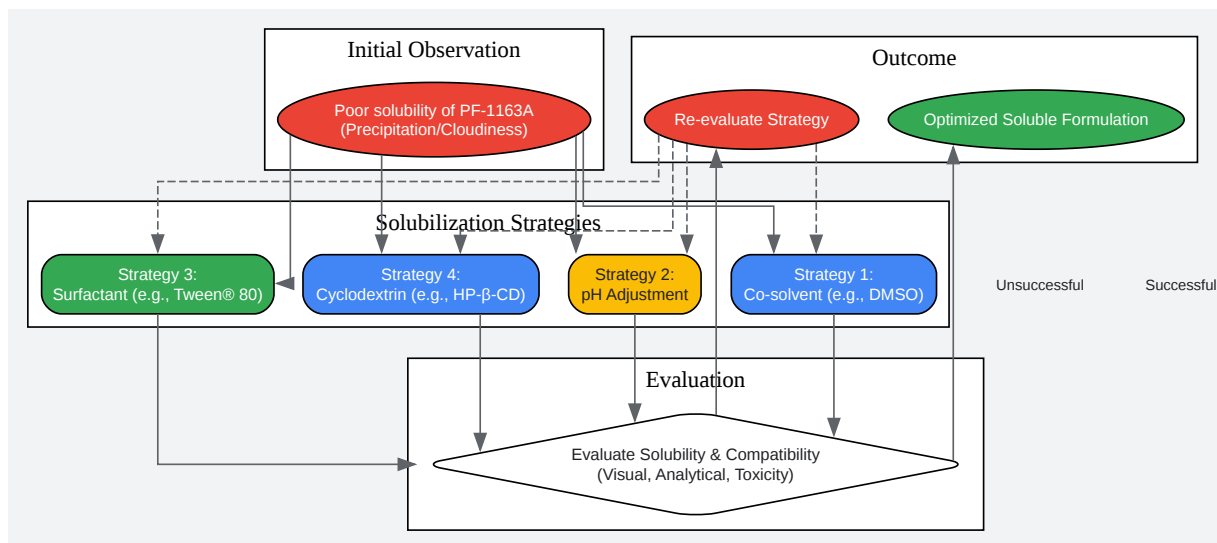 Initial Observation
Poor solubility of PF-1163A
(Precipitation/Cloudiness)
Outcome
Re-evaluate Strategy
Optimized Soluble Formulation
Solubilization Strategies
Strategy 3:
Surfactant (e.g., Tween® 80)
Strategy 4:
Cyclodextrin (e.g., HP-β-CD)
Strategy 2:
pH Adjustment
Strategy 1:
Co-solvent (e.g., DMSO)
Unsuccessful
Successful
Evaluation
Evaluate Solubility & Compatibility
(Visual, Analytical, Toxicity)